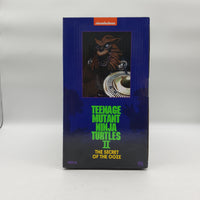 nickelodeon
TEENAGE
MUTANT
NINJA
TURTLES
II
THE SECRET
OF THE OOZE